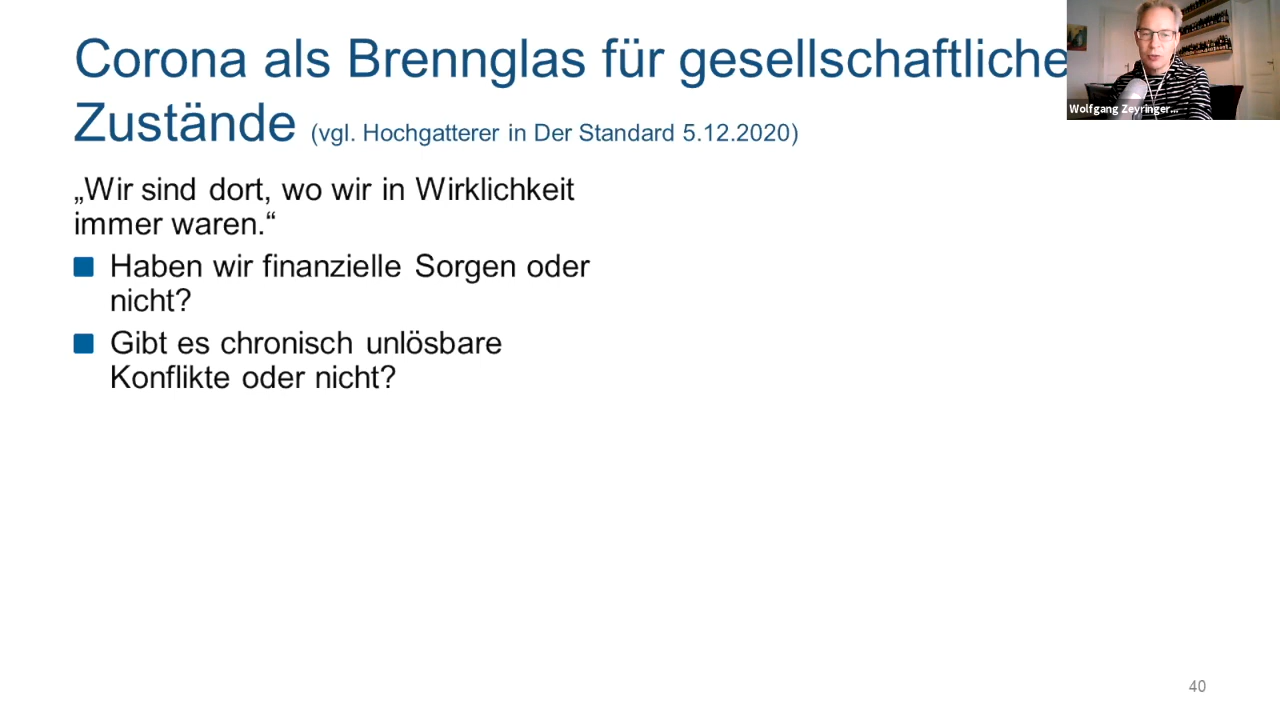 Corona als Brennglas für gesellschaftliche
Zustände (vgl. Hochgatterer in Der Standard 5.12.2020)
„Wir sind dort, wo wir in Wirklichkeit
immer waren.“
Haben wir finanzielle Sorgen oder
nicht?
Gibt es chronisch unlösbare
Konflikte oder nicht?
Wolfgang Zeyringer...
40